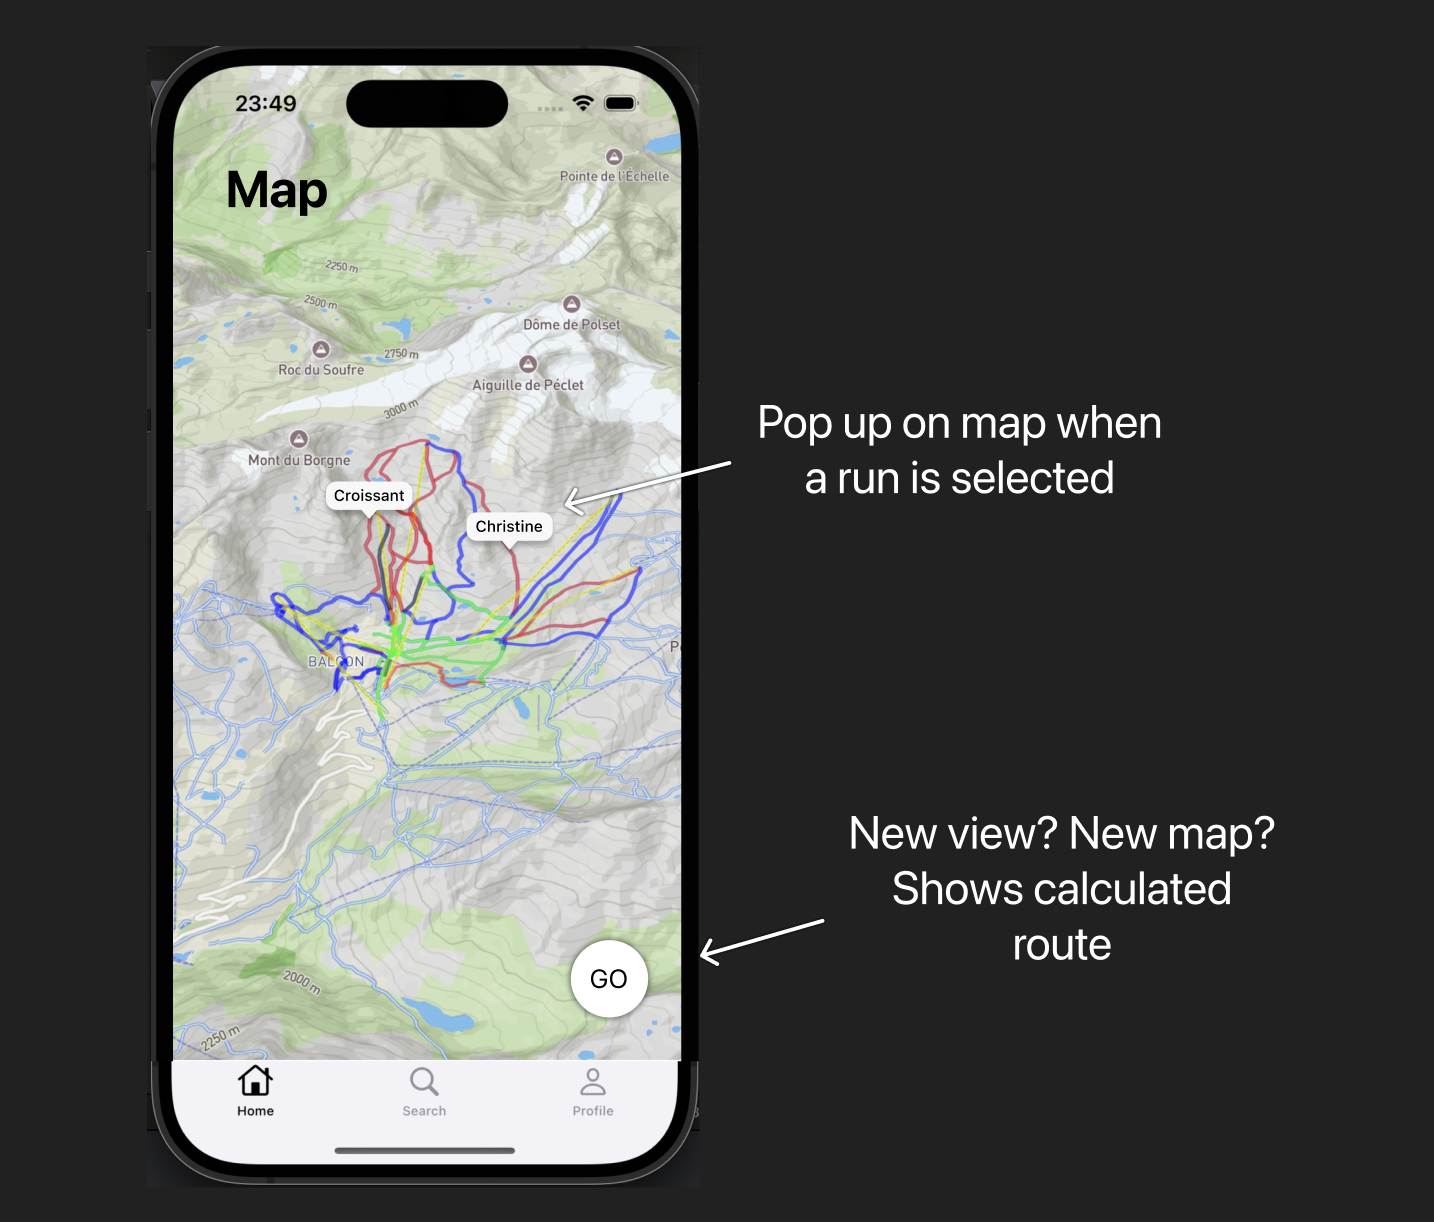 23:49
Map
Pointe de l'Échelle
2250 m
2500 m
Dôme de Polset
2750 m
Roc du Soufre
Aiguille de Péclet
3000 m
Pop up on map when
a run is selected
Mont du Borgne
Croissant
Christine
BALCON
New view? New map?
Shows calculated
route
GO
2000 m
2250 m
Home
Search
Profile